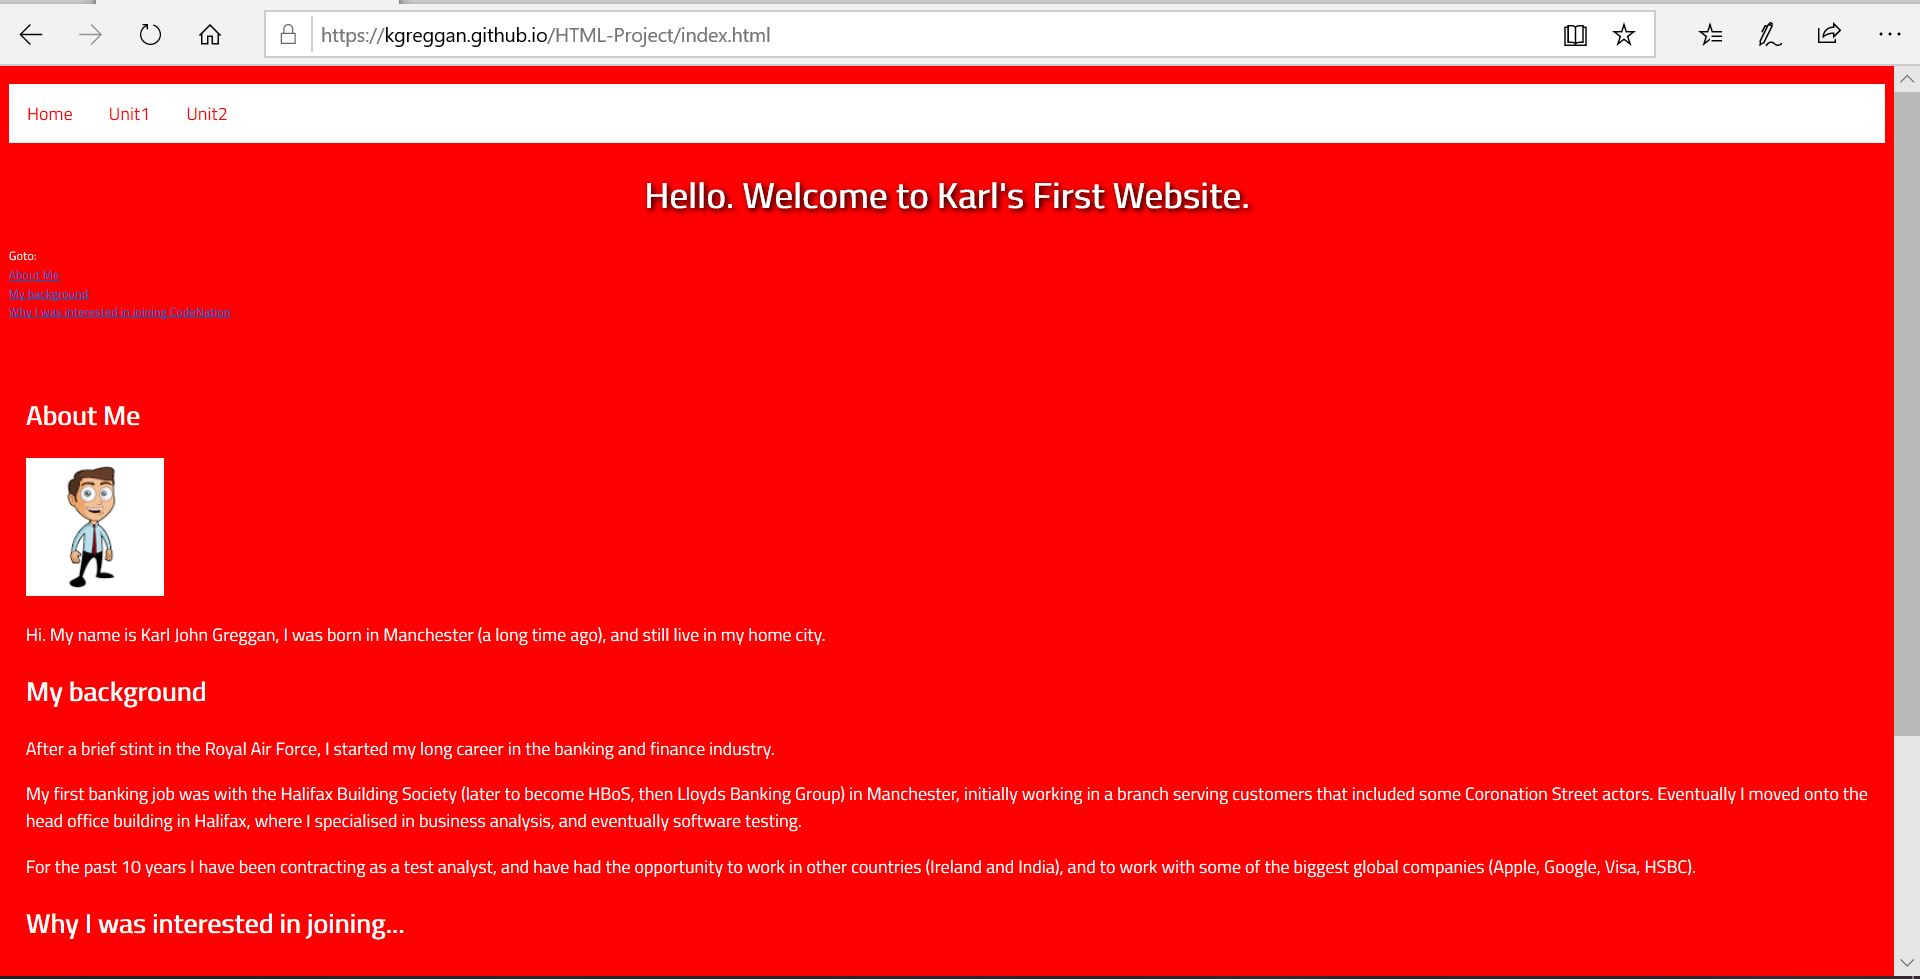 https://kgreggan.github.io/HTML-Project/index.html
Home Unit1 Unit2
Hello. Welcome to Karl's First Website.
Goto:
About Me
My background
Why I was interested in joining CodeNation
About Me
Hi. My name is Karl John Greggan, I was born in Manchester (a long time ago), and still live in my home city.
My background
After a brief stint in the Royal Air Force, I started my long career in the banking and finance industry.
My first banking job was with the Halifax Building Society (later to become HBoS, then Lloyds Banking Group) in Manchester, initially working in a branch serving customers that included some Coronation Street actors. Eventually I moved onto the
head office building in Halifax, where I specialised in business analysis, and eventually software testing.
For the past 10 years I have been contracting as a test analyst, and have had the opportunity to work in other countries (Ireland and India), and to work with some of the biggest global companies (Apple, Google, Visa, HSBC).
Why I was interested in joining...